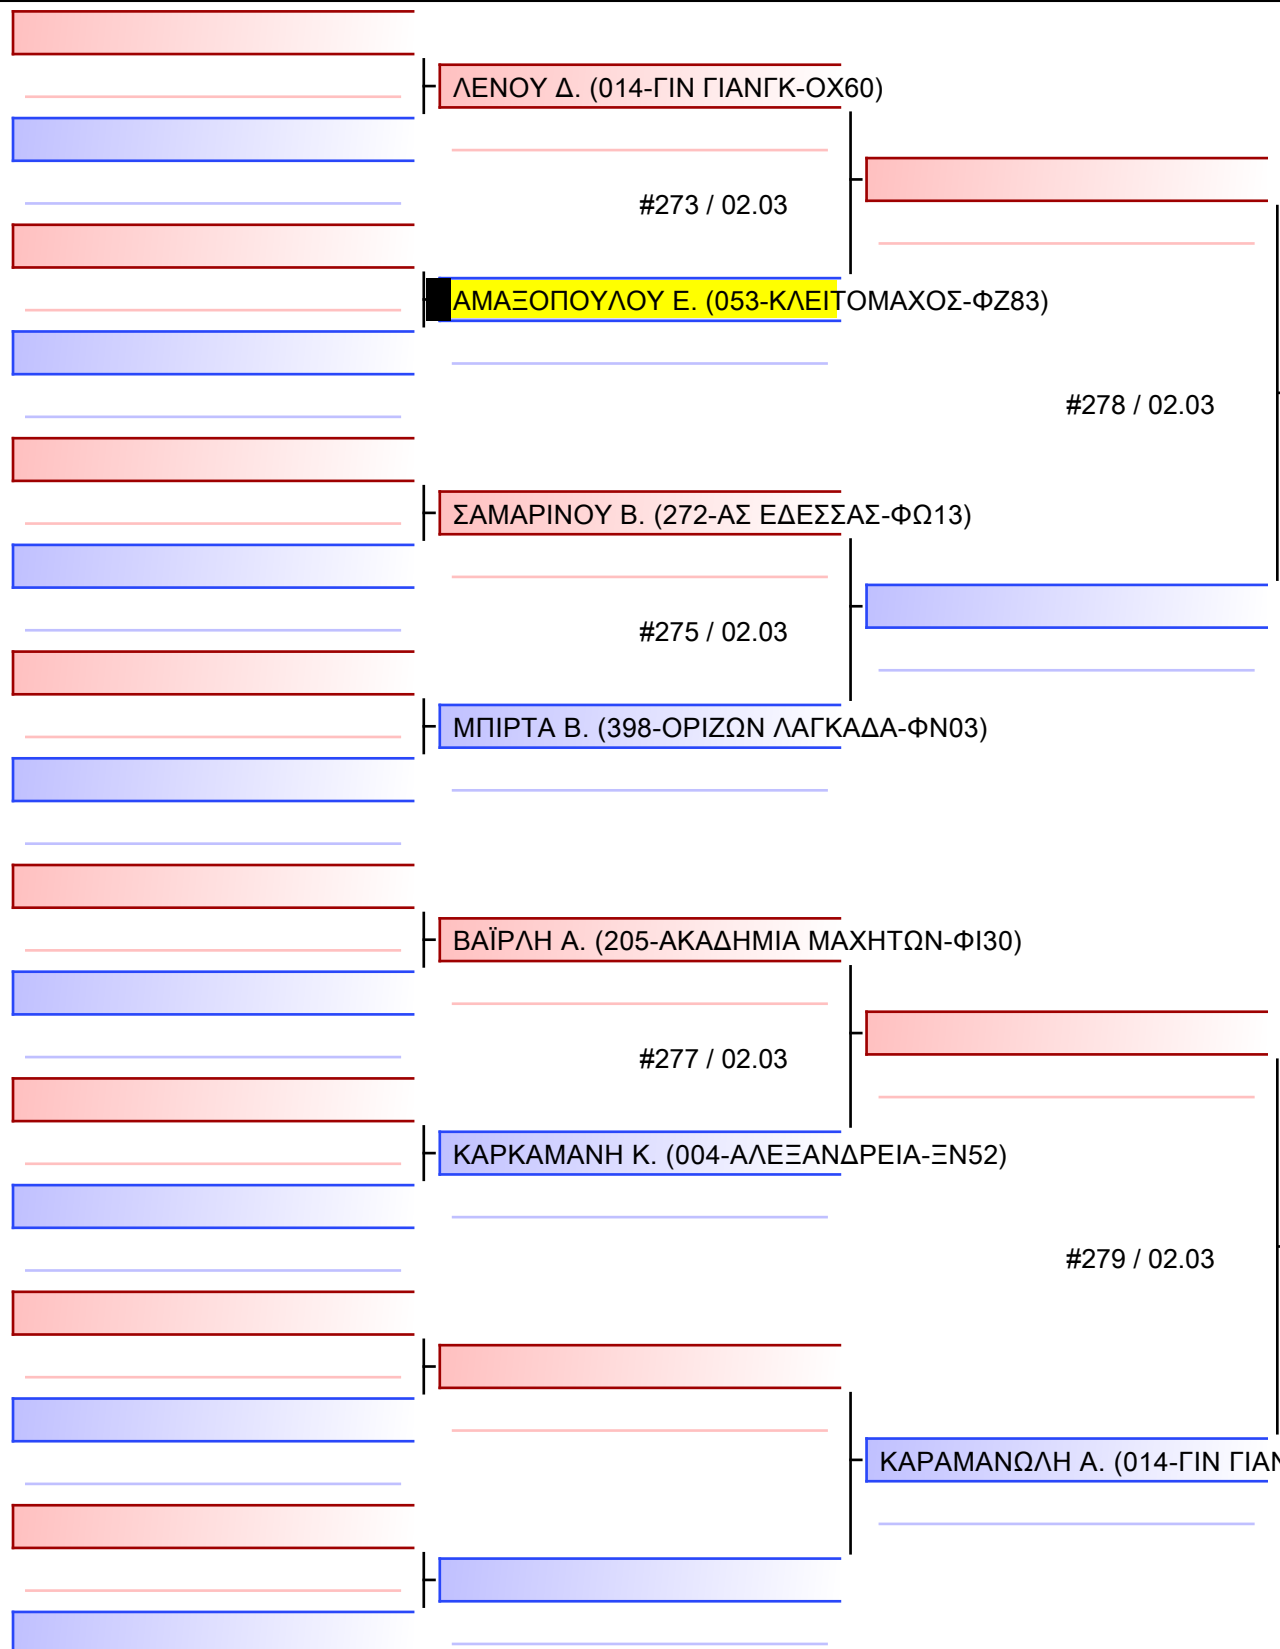 ΛΕΝΟΥ Δ. (014-ΓΙΝ ΓΙΑΝΓΚ-ΟΧ60)
#273 / 02.03
ΑΜΑΞΟΠΟΥΛΟΥ Ε. (053-ΚΛΕΙΤΟΜΑΧΟΣ-ΦΖ83)
#278 / 02.03
ΣΑΜΑΡΙΝΟΥ Β. (272-ΑΣ ΕΔΕΣΣΑΣ-ΦΩ13)
#275 / 02.03
ΜΠΙΡΤΑ Β. (398-ΟΡΙΖΩΝ ΛΑΓΚΑΔΑ-ΦΝ03)
ΒΑΪΡΛΗ Α. (205-ΑΚΑΔΗΜΙΑ ΜΑΧΗΤΩΝ-ΦΙ30)
#277 / 02.03
ΚΑΡΚΑΜΑΝΗ Κ. (004-ΑΛΕΞΑΝΔΡΕΙΑ-ΞΝ52)
#279 / 02.03
ΚΑΡΑΜΑΝΩΛΗ Α. (014-ΓΙΝ ΓΙΑΝ